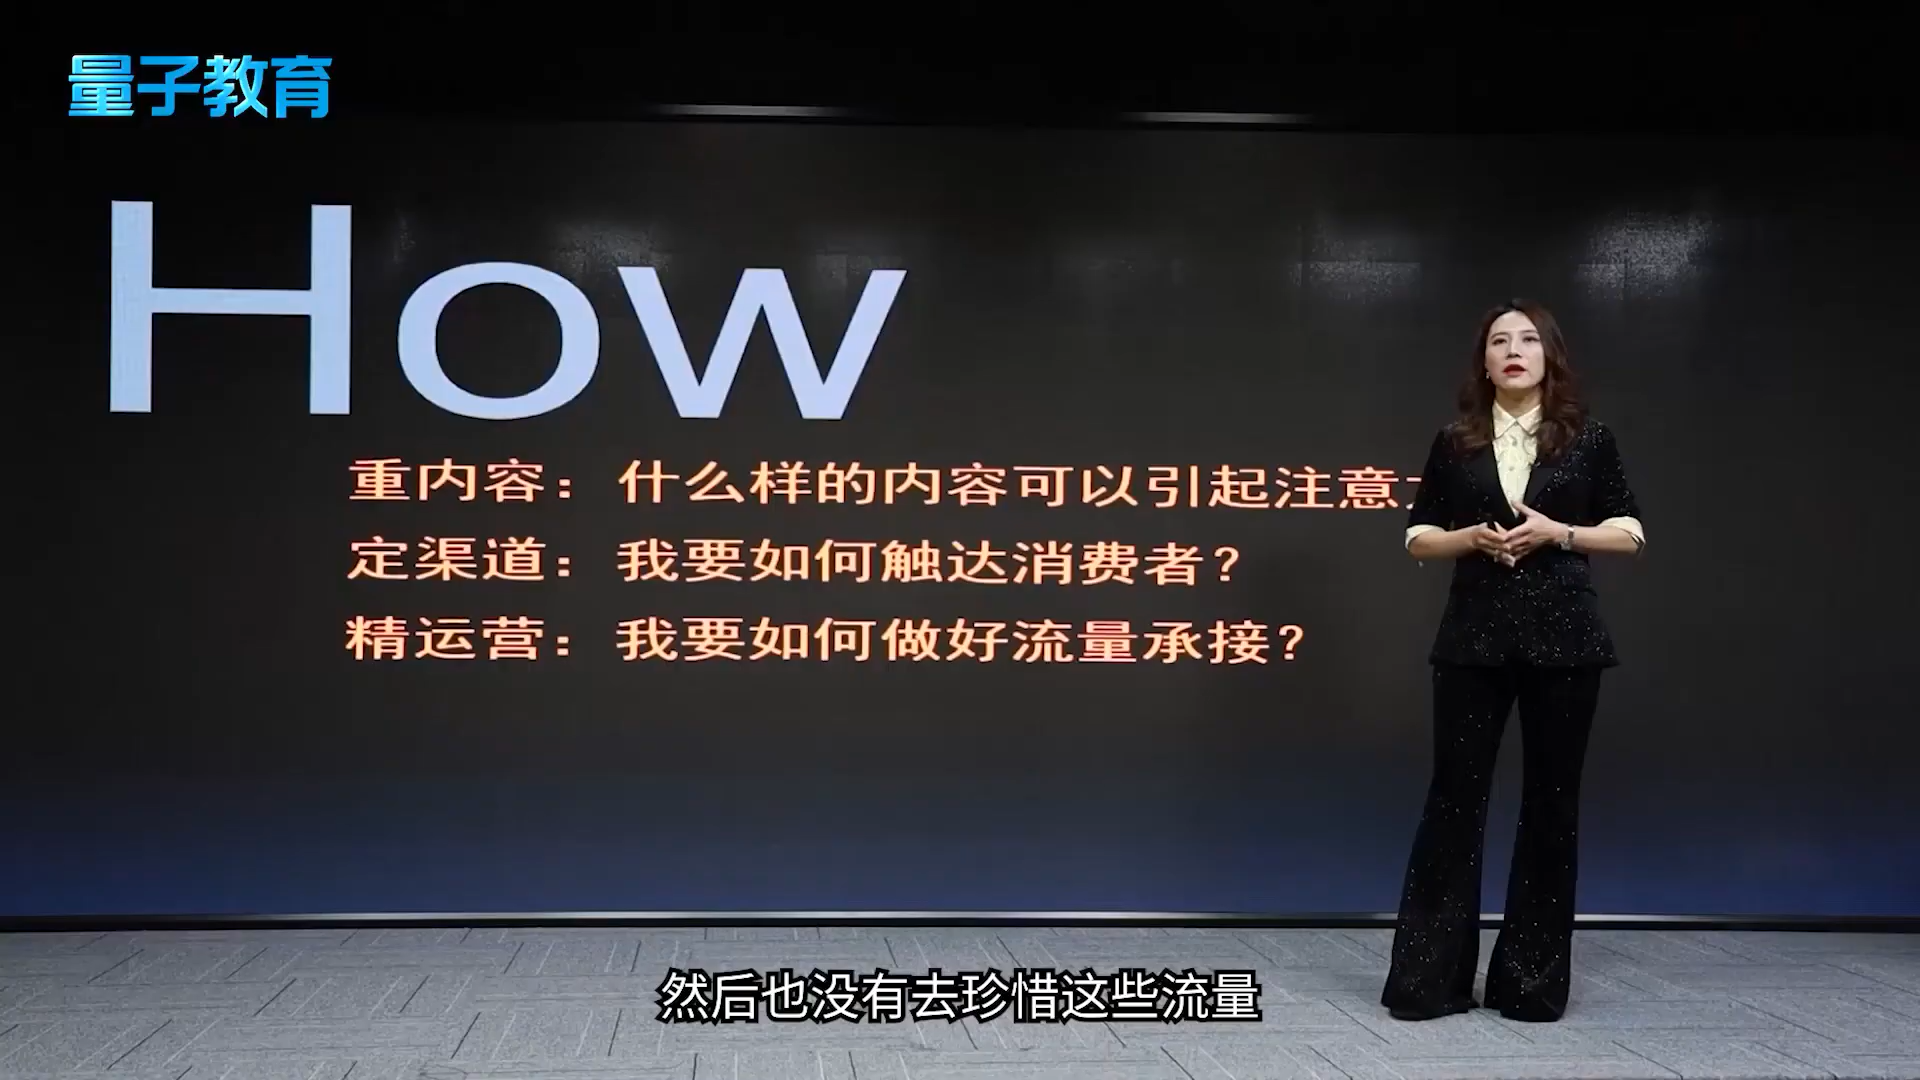 量子教育
How
重内容：什么样的内容可以引起注意
定渠道：我要如何触达消费者？
精运营：我要如何做好流量承接？
然后也没有去珍惜这些流量